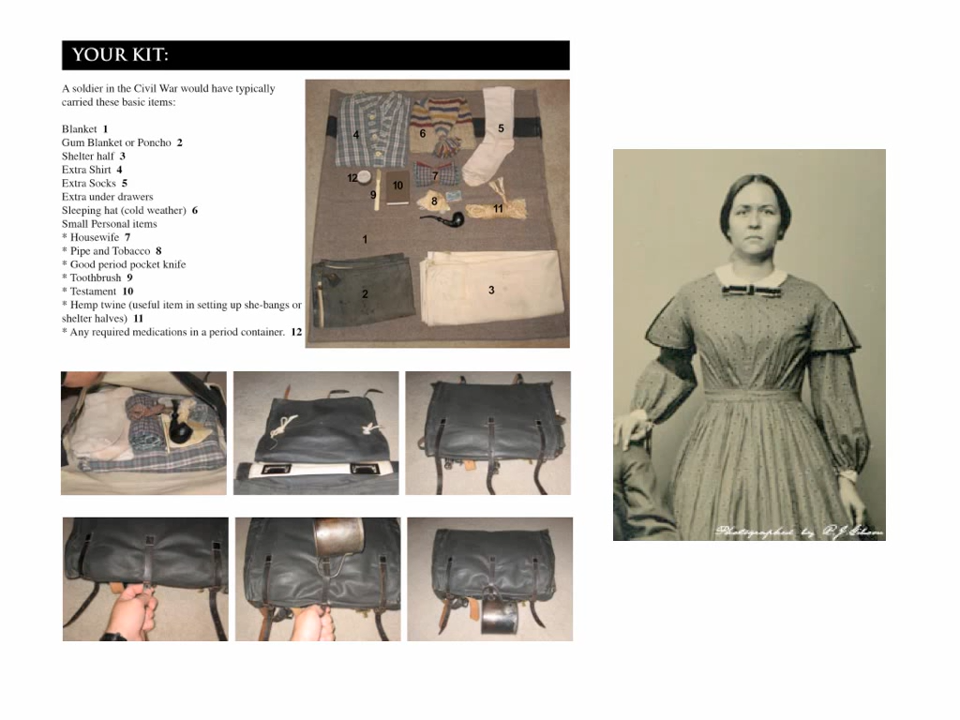 YOUR KIT:
A soldier in the Civil War would have typically
carried these basic items:
Blanket 1
Gum Blanket or Poncho 2
Shelter half 3
Extra Shirt 4
Extra Socks 5
Extra under drawers
Sleeping hat (cold weather) 6
Small Personal items
* Housewife 7
* Pipe and Tobacco 8
* Good period pocket knife
* Toothbrush 9
* Testament 10
* Hemp twine (useful item in setting up she-bangs or
shelter halves) 11
* Any required medications in a period container. 12
4
6
5
12
9
10
7
8
11
1
2
3
Photographed by R.J. Gibson